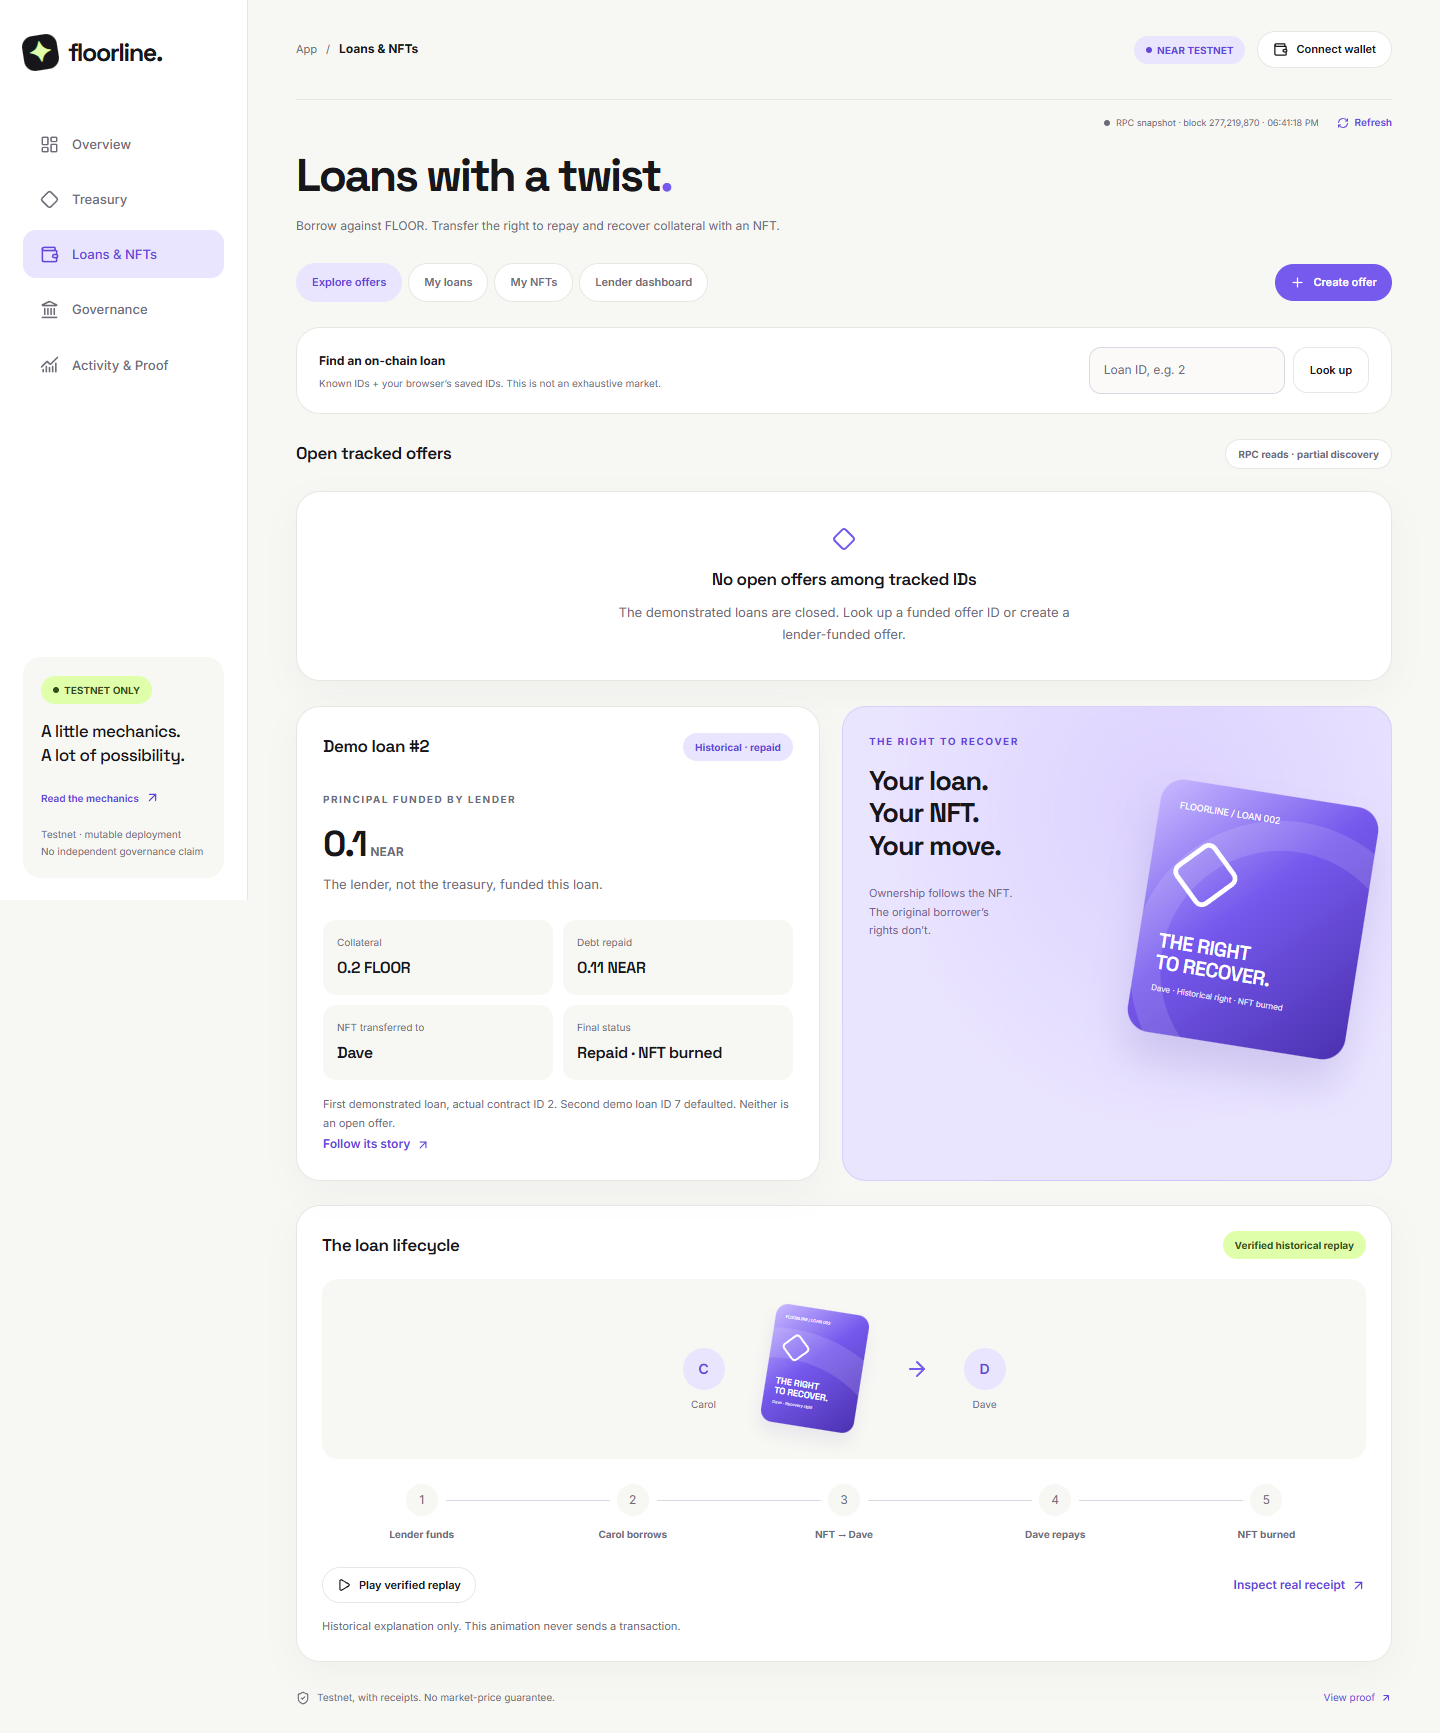 floorline.
Overview
Treasury
Loans & NFTs
Governance
Activity & Proof
TESTNET ONLY
A little mechanics.
A lot of possibility.
Read the mechanics
Testnet · mutable deployment
No independent governance claim
App / Loans & NFTs
NEAR TESTNET
Connect wallet
RPC snapshot · block 277,219,870 · 06:41:18 PM
Refresh
Loans with a twist.
Borrow against FLOOR. Transfer the right to repay and recover collateral with an NFT.
Explore offers
My loans
My NFTs
Lender dashboard
Create offer
Find an on-chain loan
Known IDs + your browser’s saved IDs. This is not an exhaustive market.
Loan ID, e.g. 2
Look up
Open tracked offers
RPC reads · partial discovery
No open offers among tracked IDs
The demonstrated loans are closed. Look up a funded offer ID or create a
lender-funded offer.
Demo loan #2
Historical · repaid
PRINCIPAL FUNDED BY LENDER
0.1 NEAR
The lender, not the treasury, funded this loan.
Collateral
0.2 FLOOR
Debt repaid
0.11 NEAR
NFT transferred to
Dave
Final status
Repaid · NFT burned
First demonstrated loan, actual contract ID 2. Second demo loan ID 7 defaulted. Neither is
an open offer.
Follow its story
THE RIGHT TO RECOVER
Your loan.
Your NFT.
Your move.
Ownership follows the NFT.
The original borrower’s
rights don’t.
FLOORLINE / LOAN 002
THE RIGHT
TO RECOVER.
Dave · Historical right · NFT burned
The loan lifecycle
Verified historical replay
C
Carol
FLOORLINE / LOAN 002
THE RIGHT
TO RECOVER.
Dave · Recovery right
D
Dave
1
Lender funds
2
Carol borrows
3
NFT → Dave
4
Dave repays
5
NFT burned
Play verified replay
Inspect real receipt
Historical explanation only. This animation never sends a transaction.
Testnet, with receipts. No market-price guarantee.
View proof